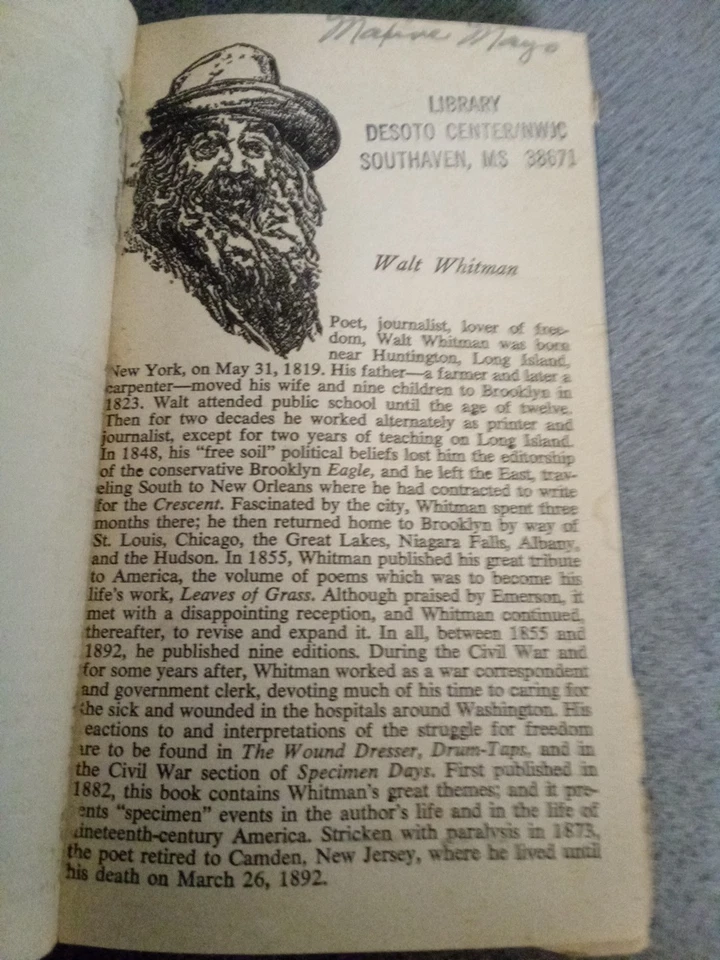 Maxine Mayo
LIBRARY
DESOTO CENTER/NWJC
SOUTHAVEN, MS 38671
Walt Whitman
Poet, journalist, lover of free-
dom, Walt Whitman was born
near Huntington, Long Island,
New York, on May 31, 1819. His father—a farmer and later a
carpenter—moved his wife and nine children to Brooklyn in
1823. Walt attended public school until the age of twelve.
Then for two decades he worked alternately as printer and
journalist, except for two years of teaching on Long Island.
In 1848, his "free soil" political beliefs lost him the editorship
of the conservative Brooklyn Eagle, and he left the East, trav-
eling South to New Orleans where he had contracted to write
for the Crescent. Fascinated by the city, Whitman spent three
months there; he then returned home to Brooklyn by way of
St. Louis, Chicago, the Great Lakes, Niagara Falls, Albany,
and the Hudson. In 1855, Whitman published his great tribute
to America, the volume of poems which was to become his
life's work, Leaves of Grass. Although praised by Emerson, it
met with a disappointing reception, and Whitman continued,
thereafter, to revise and expand it. In all, between 1855 and
1892, he published nine editions. During the Civil War and
for some years after, Whitman worked as a war correspondent
and government clerk, devoting much of his time to caring for
the sick and wounded in the hospitals around Washington. His
eactions to and interpretations of the struggle for freedom
are to be found in The Wound Dresser, Drum-Taps, and in
the Civil War section of Specimen Days. First published in
1882, this book contains Whitman's great themes; and it pre-
ents "specimen" events in the author's life and in the life of
ineteenth-century America. Stricken with paralysis in 1873,
the poet retired to Camden, New Jersey, where he lived until
his death on March 26, 1892.